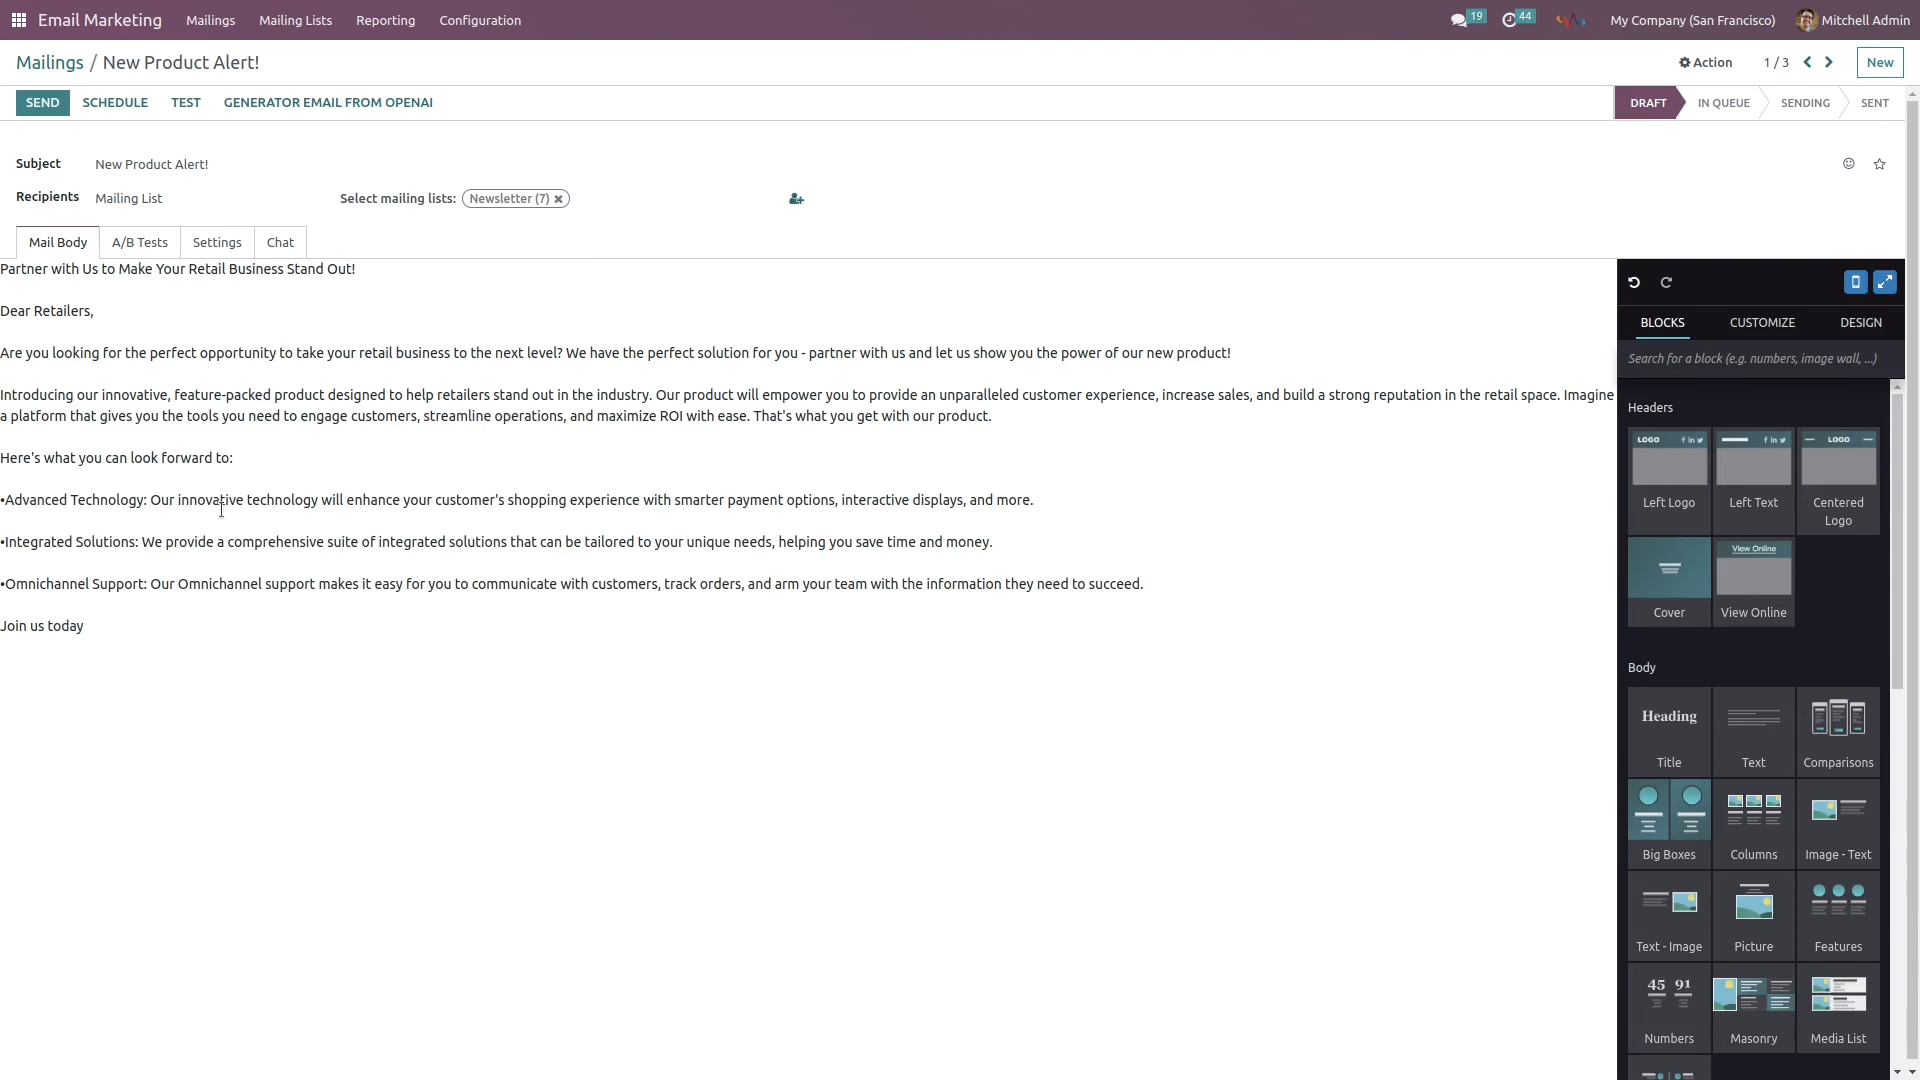 Email Marketing Mailings Mailing Lists Reporting Configuration 19 44 My Company (San Francisco) Mitchell Admin
Mailings / New Product Alert! Action 1 / 3 New
SEND SCHEDULE TEST GENERATOR EMAIL FROM OPENAI DRAFT IN QUEUE SENDING SENT
Subject New Product Alert!
Recipients Mailing List Select mailing lists: Newsletter (7)
Mail Body A/B Tests Settings Chat
Partner with Us to Make Your Retail Business Stand Out!
Dear Retailers,
Are you looking for the perfect opportunity to take your retail business to the next level? We have the perfect solution for you - partner with us and let us show you the power of our new product!
Introducing our innovative, feature-packed product designed to help retailers stand out in the industry. Our product will empower you to provide an unparalleled customer experience, increase sales, and build a strong reputation in the retail space. Imagine
a platform that gives you the tools you need to engage customers, streamline operations, and maximize ROI with ease. That's what you get with our product.
Here's what you can look forward to:
•Advanced Technology: Our innovative technology will enhance your customer's shopping experience with smarter payment options, interactive displays, and more.
•Integrated Solutions: We provide a comprehensive suite of integrated solutions that can be tailored to your unique needs, helping you save time and money.
•Omnichannel Support: Our Omnichannel support makes it easy for you to communicate with customers, track orders, and arm your team with the information they need to succeed.
Join us today
BLOCKS CUSTOMIZE DESIGN
Search for a block (e.g. numbers, image wall, ...)
Headers
LOGO f in LOGO
Left Logo Left Text Centered
Logo
View Online
Cover View Online
Body
Heading
Title Text Comparisons
Big Boxes Columns Image - Text
Text - Image Picture Features
45 91
Numbers Masonry Media List